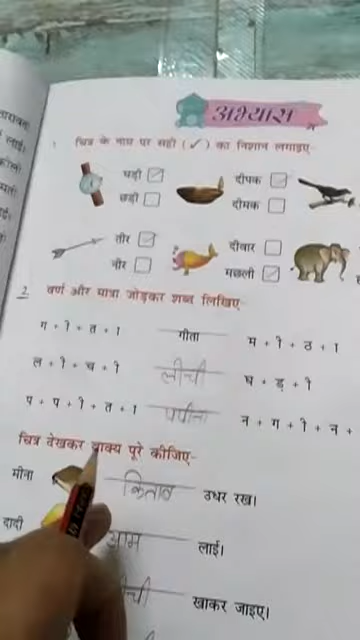 अभ्यास
1. चित्र के नाम पर सही (✓) का निशान लगाइए-
घड़ी ✓ दीपक ✓
छड़ी दीमक
तीर ✓ दीवार
नीर मछली ✓
2. वर्ण और मात्रा जोड़कर शब्द लिखिए-
ग + ी + त + ा गीता म + ी + ठ + ा
ल + ी + च + ी लीची घ + ड़ + ी
प + प + ी + त + ा पपीता न + ग + ी + न +
चित्र देखकर वाक्य पूरे कीजिए-
मीना किताब उधर रख।
दादी आम लाई।
खाकर जाइए।